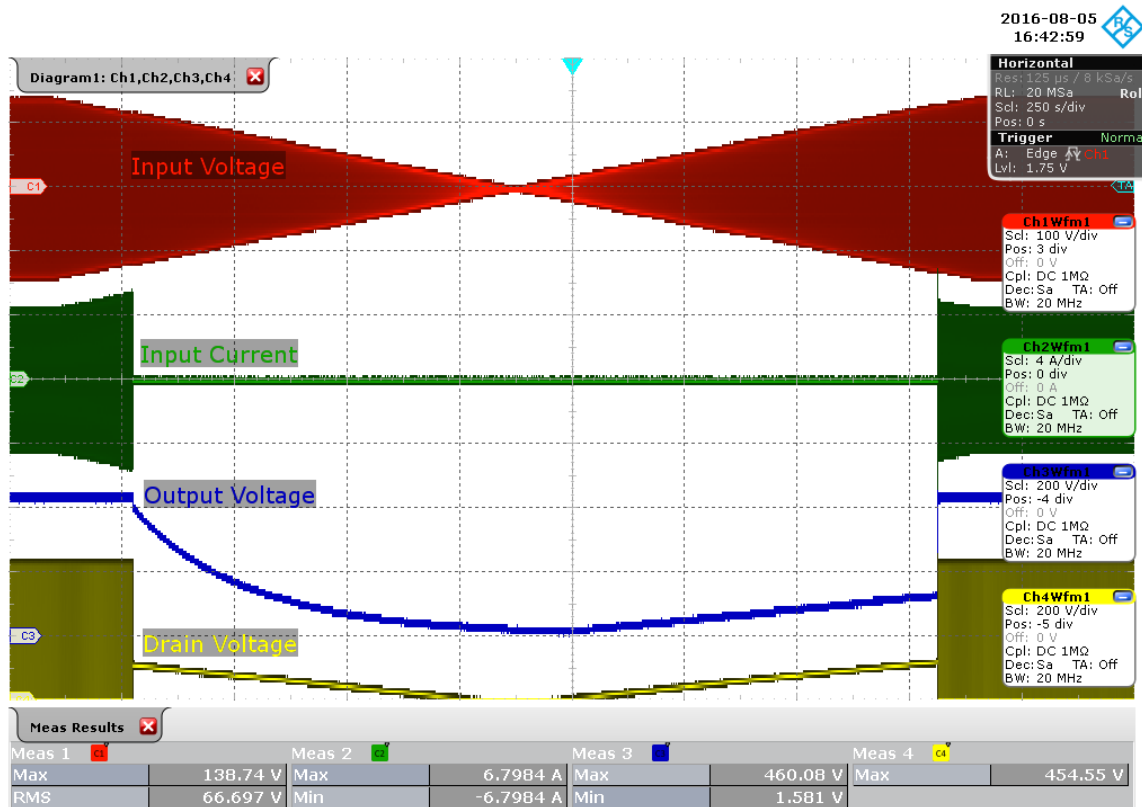 2016-08-05
16:42:59
Diagram1: Ch1,Ch2,Ch3,Ch4
Horizontal
Res: 125 µs / 8 kSa/s
RL: 20 MSa Rol
Scl: 250 s/div
Pos: 0 s
Trigger Norma
A: Edge Ch1
Lvl: 1.75 V
Input Voltage
C1
TA
Ch1Wfm1
Scl: 100 V/div
Pos: 3 div
Off: 0 V
Cpl: DC 1MΩ
Dec: Sa TA: Off
BW: 20 MHz
Input Current
C2
Ch2Wfm1
Scl: 4 A/div
Pos: 0 div
Off: 0 A
Cpl: DC 1MΩ
Dec: Sa TA: Off
BW: 20 MHz
Output Voltage
Ch3Wfm1
Scl: 200 V/div
Pos: -4 div
Off: 0 V
Cpl: DC 1MΩ
Dec: Sa TA: Off
BW: 20 MHz
C3
Drain Voltage
Ch4Wfm1
Scl: 200 V/div
Pos: -5 div
Off: 0 V
Cpl: DC 1MΩ
Dec: Sa TA: Off
BW: 20 MHz
Meas Results
Meas 1 C1 Meas 2 C2 Meas 3 Meas 4 C4
Max 138.74 V Max 6.7984 A Max 460.08 V Max 454.55 V
RMS 66.697 V Min -6.7984 A Min 1.581 V